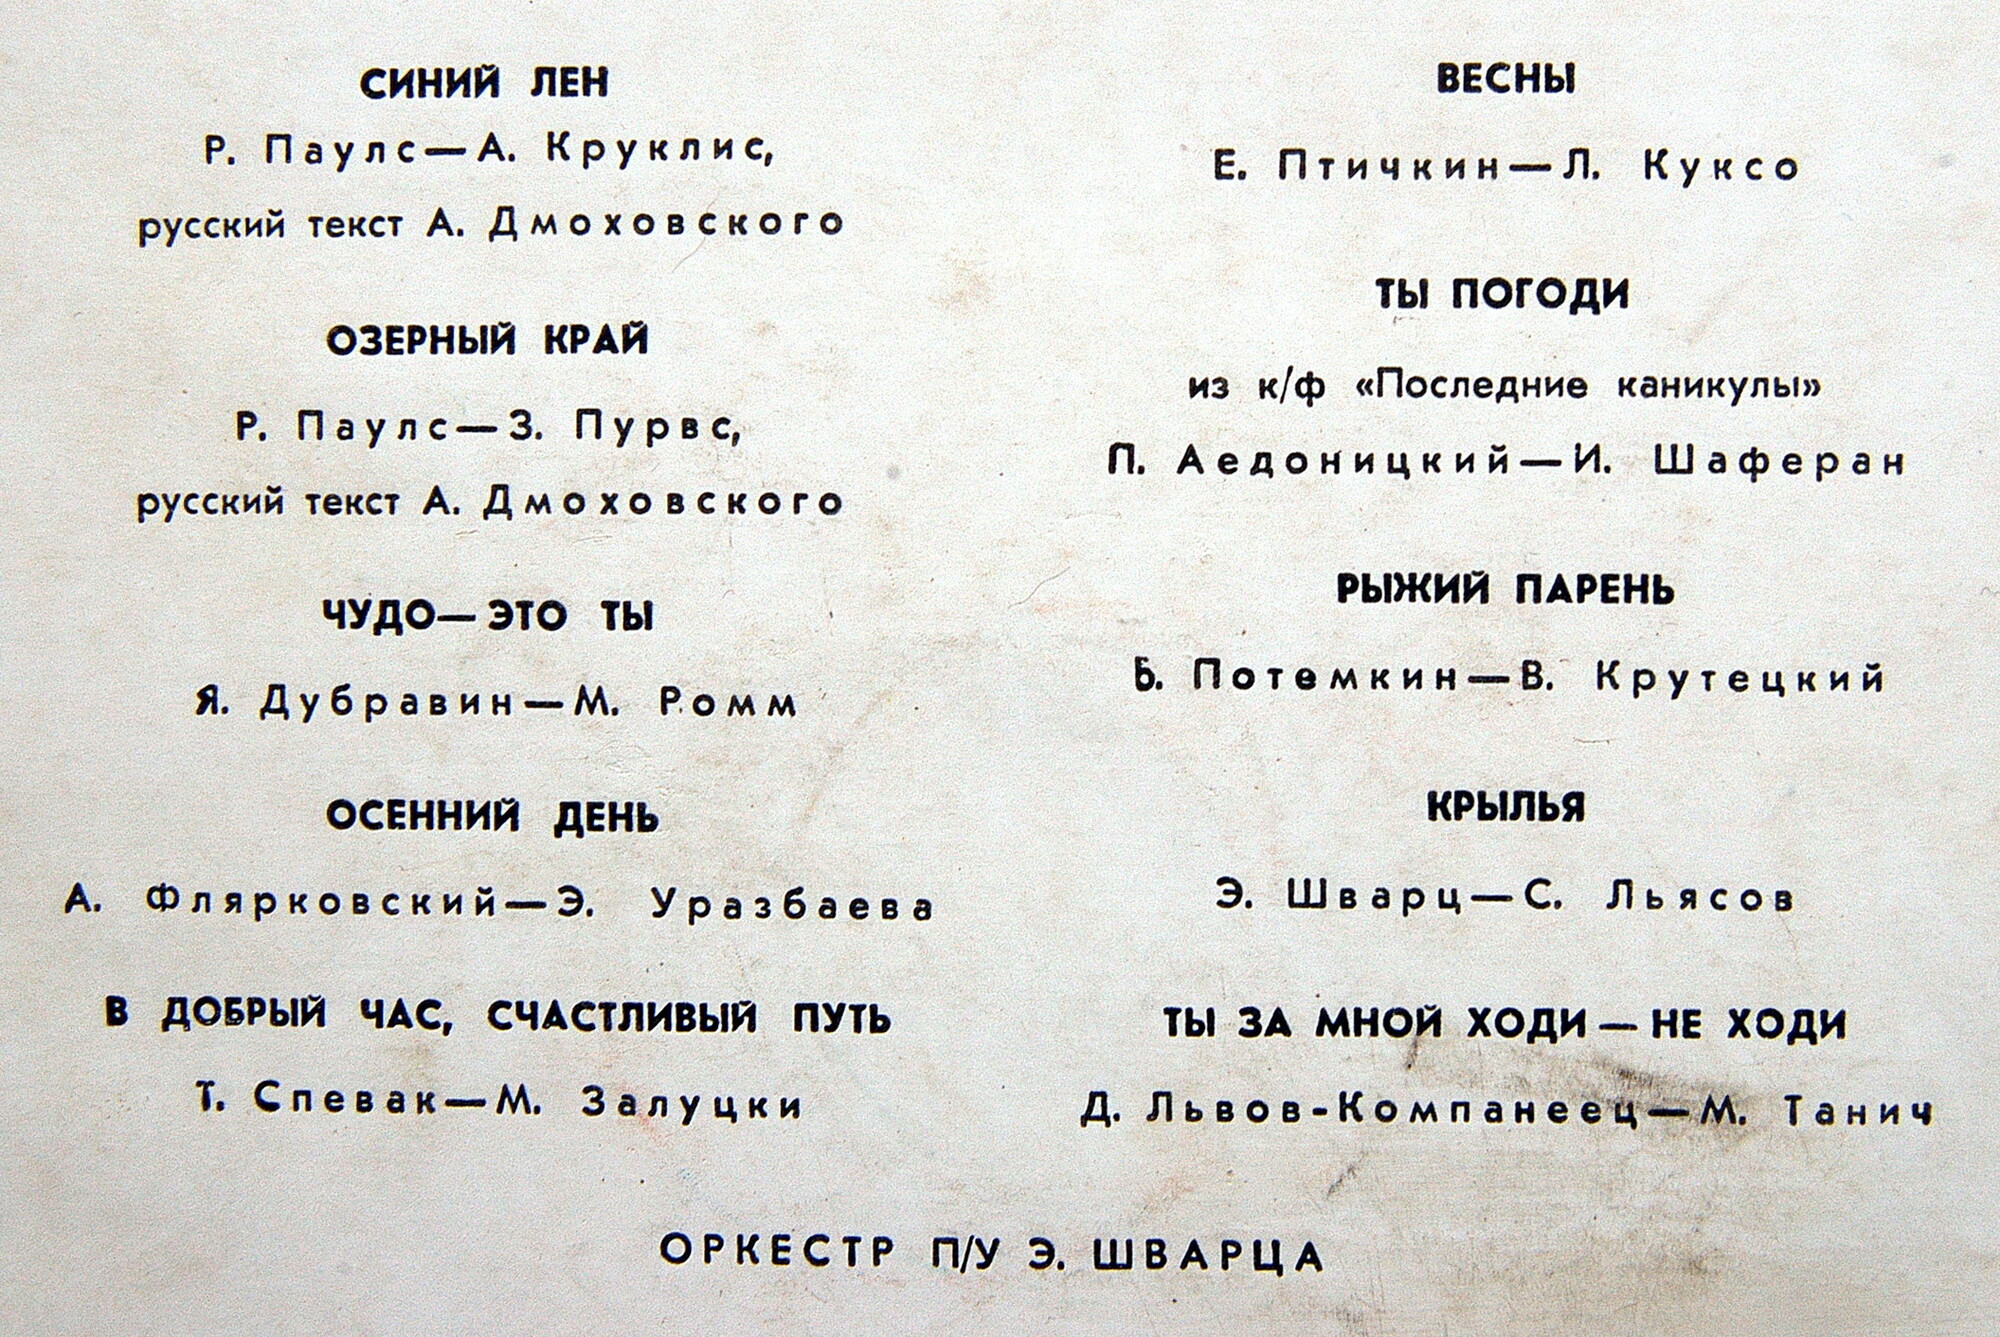 СИНИЙ ЛЕН
Р. Паулс—А. Круклис,
русский текст А. Дмоховского
ОЗЕРНЫЙ КРАЙ
Р. Паулс—З. Пурвс,
русский текст А. Дмоховского
ЧУДО—ЭТО ТЫ
Я. Дубравин—М. Ромм
ОСЕННИЙ ДЕНЬ
А. Флярковский—Э. Уразбаева
В ДОБРЫЙ ЧАС, СЧАСТЛИВЫЙ ПУТЬ
Т. Спевак—М. Залуцки
ВЕСНЫ
Е. Птичкин—Л. Куксо
ТЫ ПОГОДИ
из к/ф «Последние каникулы»
П. Аедоницкий—И. Шаферан
РЫЖИЙ ПАРЕНЬ
Б. Потемкин—В. Крутецкий
КРЫЛЬЯ
Э. Шварц—С. Льясов
ТЫ ЗА МНОЙ ХОДИ — НЕ ХОДИ
Д. Львов-Компанеец—М. Танич
ОРКЕСТР П/У Э. ШВАРЦА